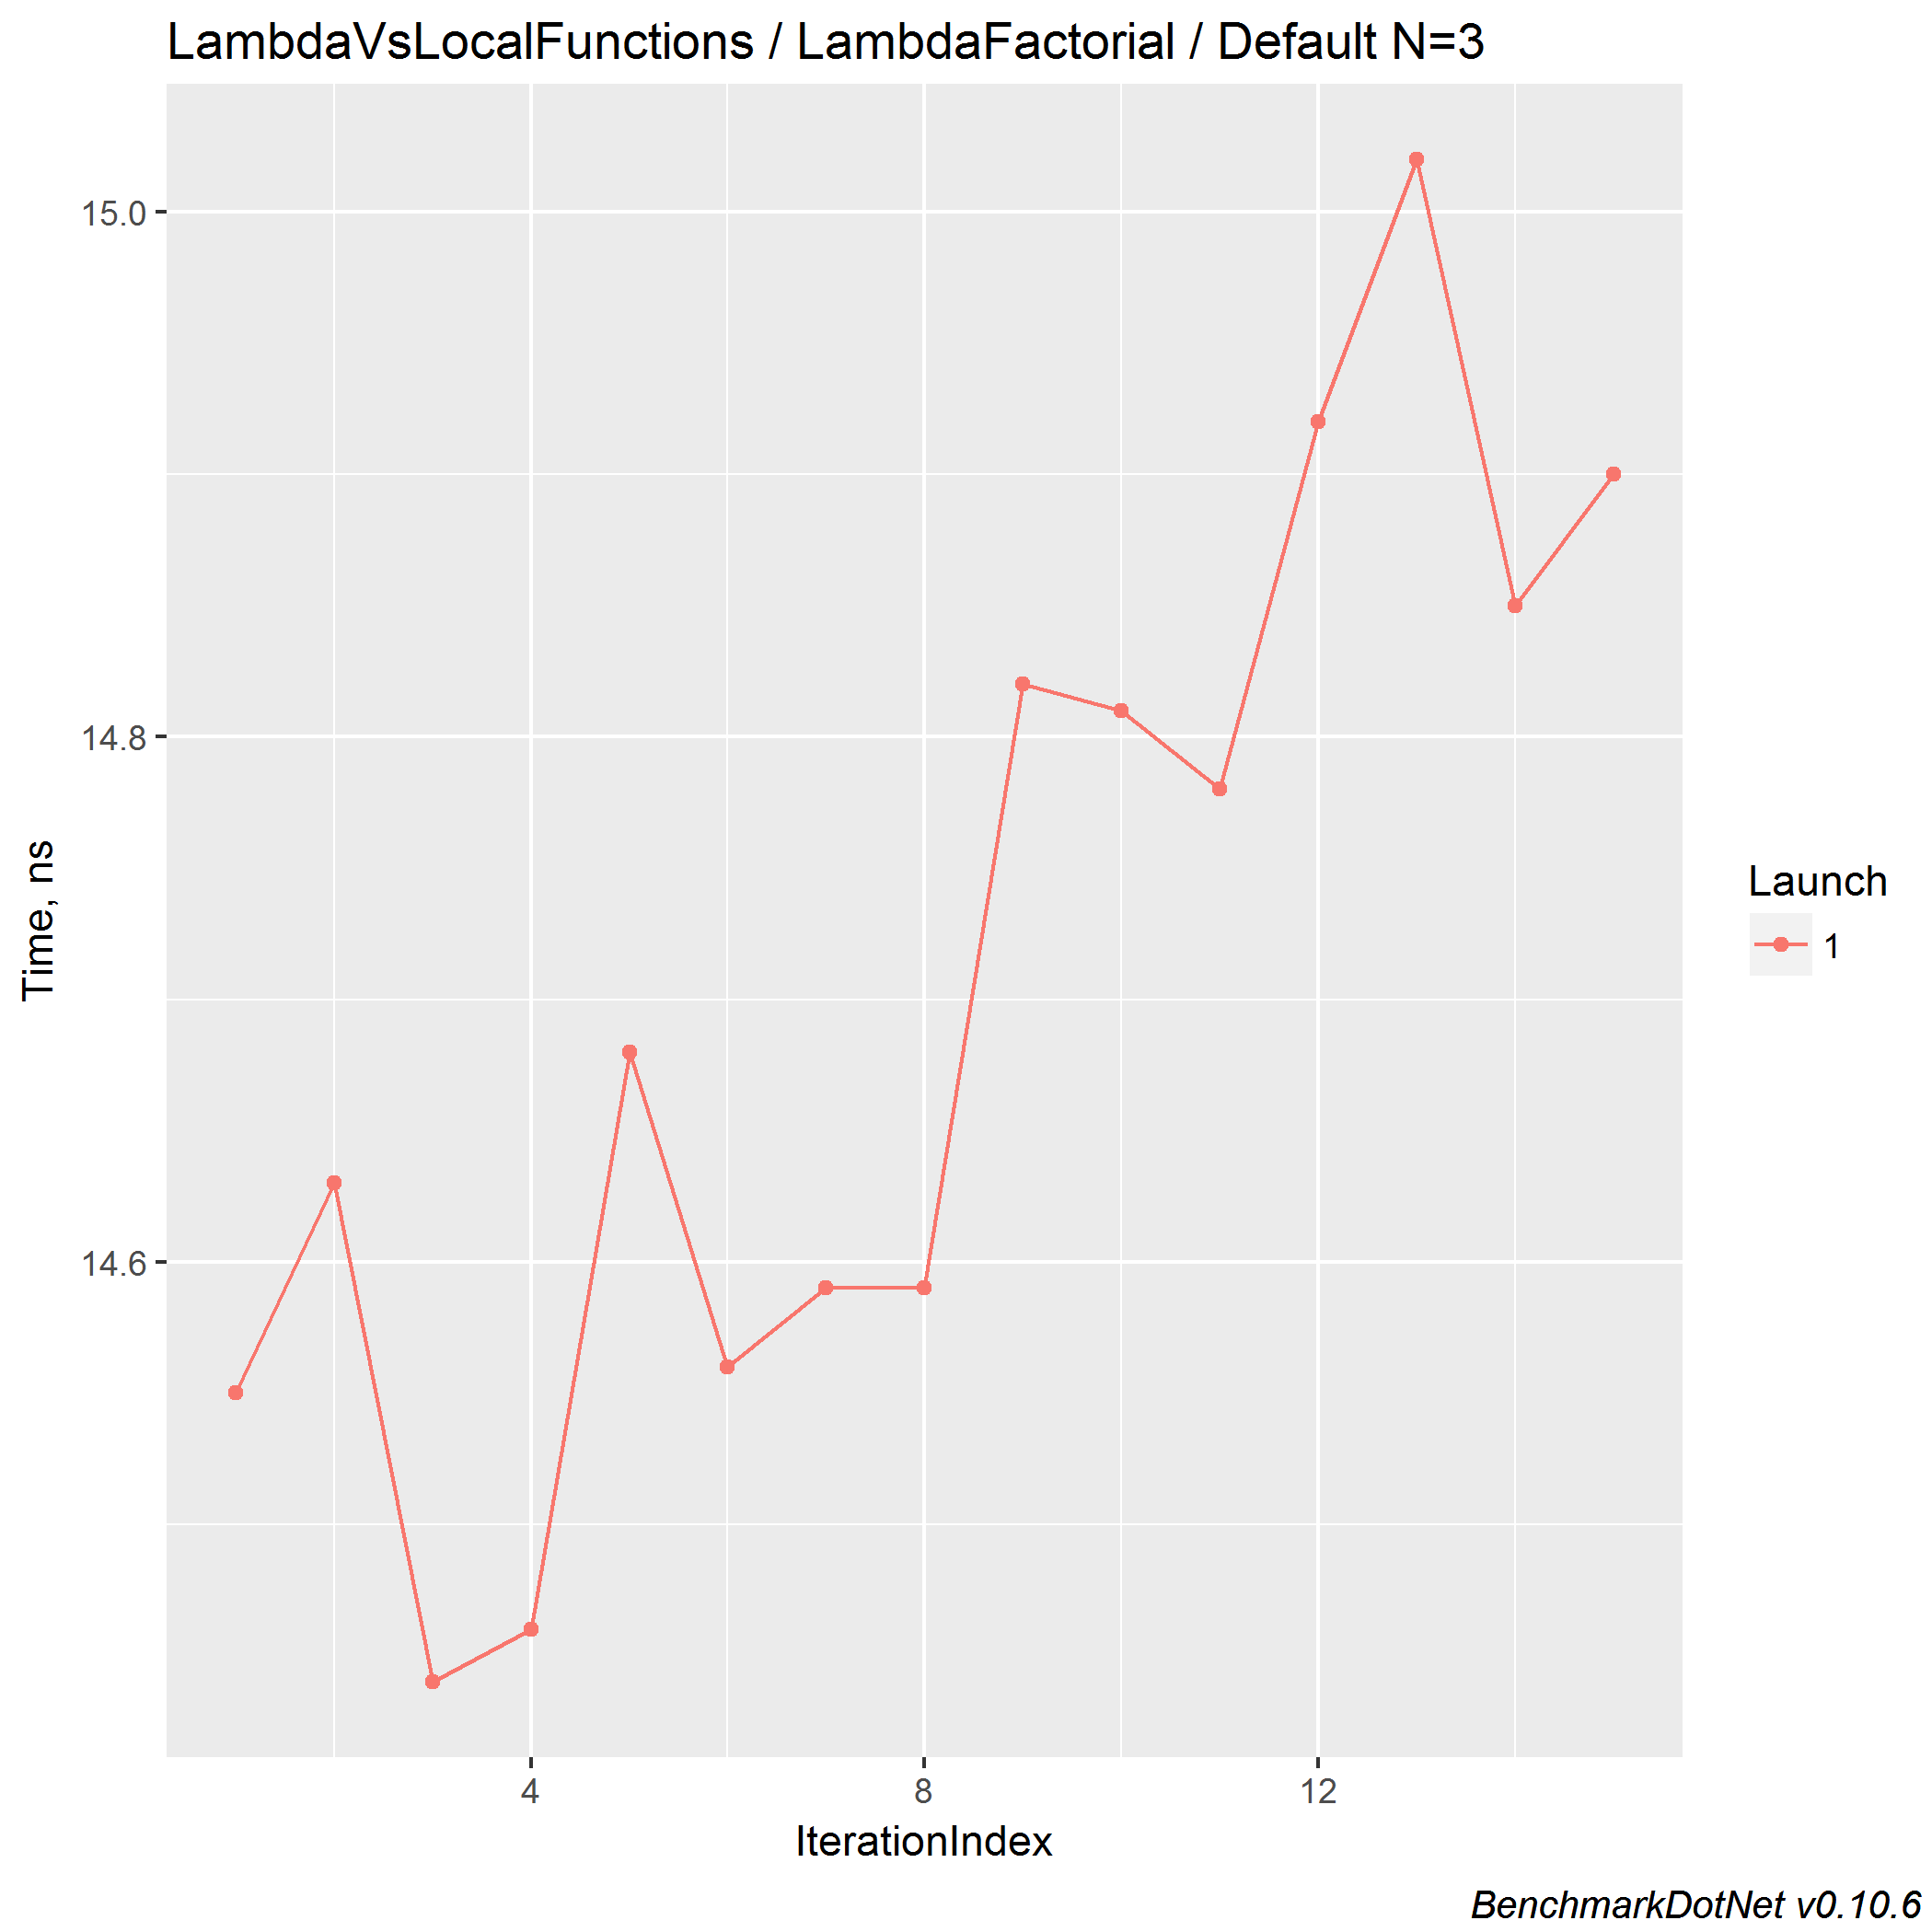 LambdaVsLocalFunctions / LambdaFactorial / Default N=3
15.0
14.8
14.6
Time, ns
4
8
12
IterationIndex
Launch
1
BenchmarkDotNet v0.10.6